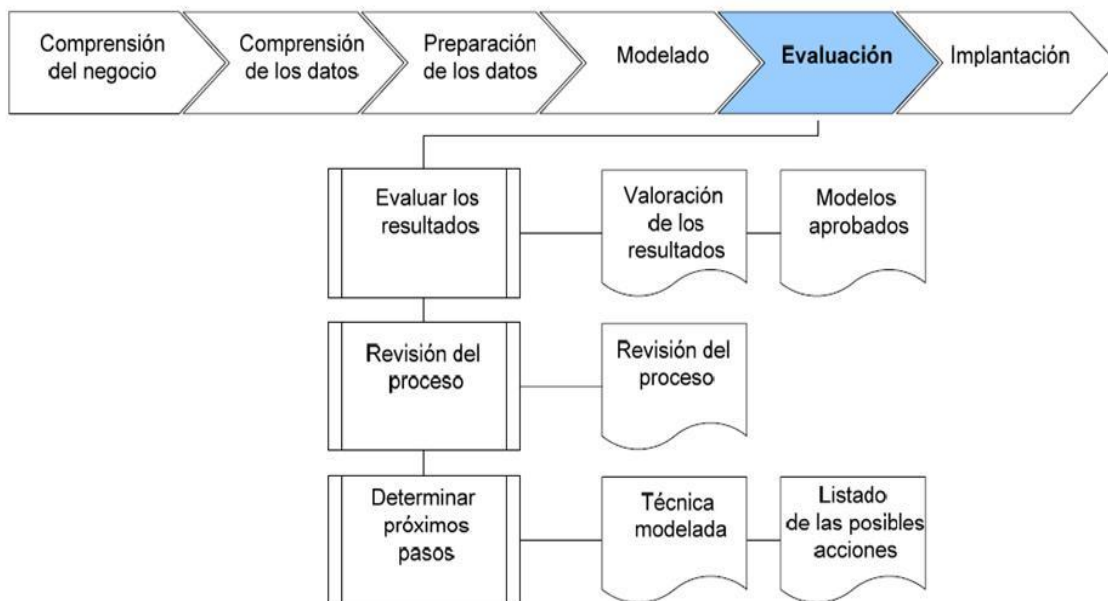 Comprensión
del negocio
Comprensión
de los datos
Preparación
de los datos
Modelado
Evaluación
Implantación
Evaluar los
resultados
Valoración
de los
resultados
Modelos
aprobados
Revisión del
proceso
Revisión del
proceso
Determinar
próximos
pasos
Técnica
modelada
Listado
de las posibles
acciones